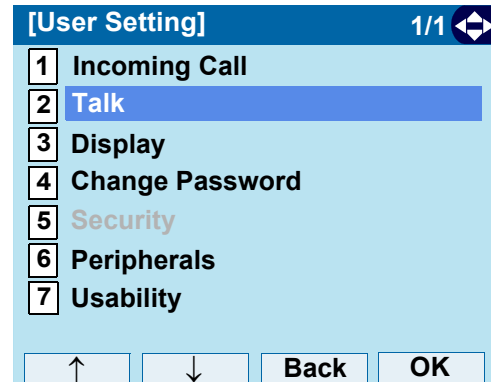 [User Setting] 1/1
1 Incoming Call
2 Talk
3 Display
4 Change Password
5 Security
6 Peripherals
7 Usability
↑ ↓ Back OK